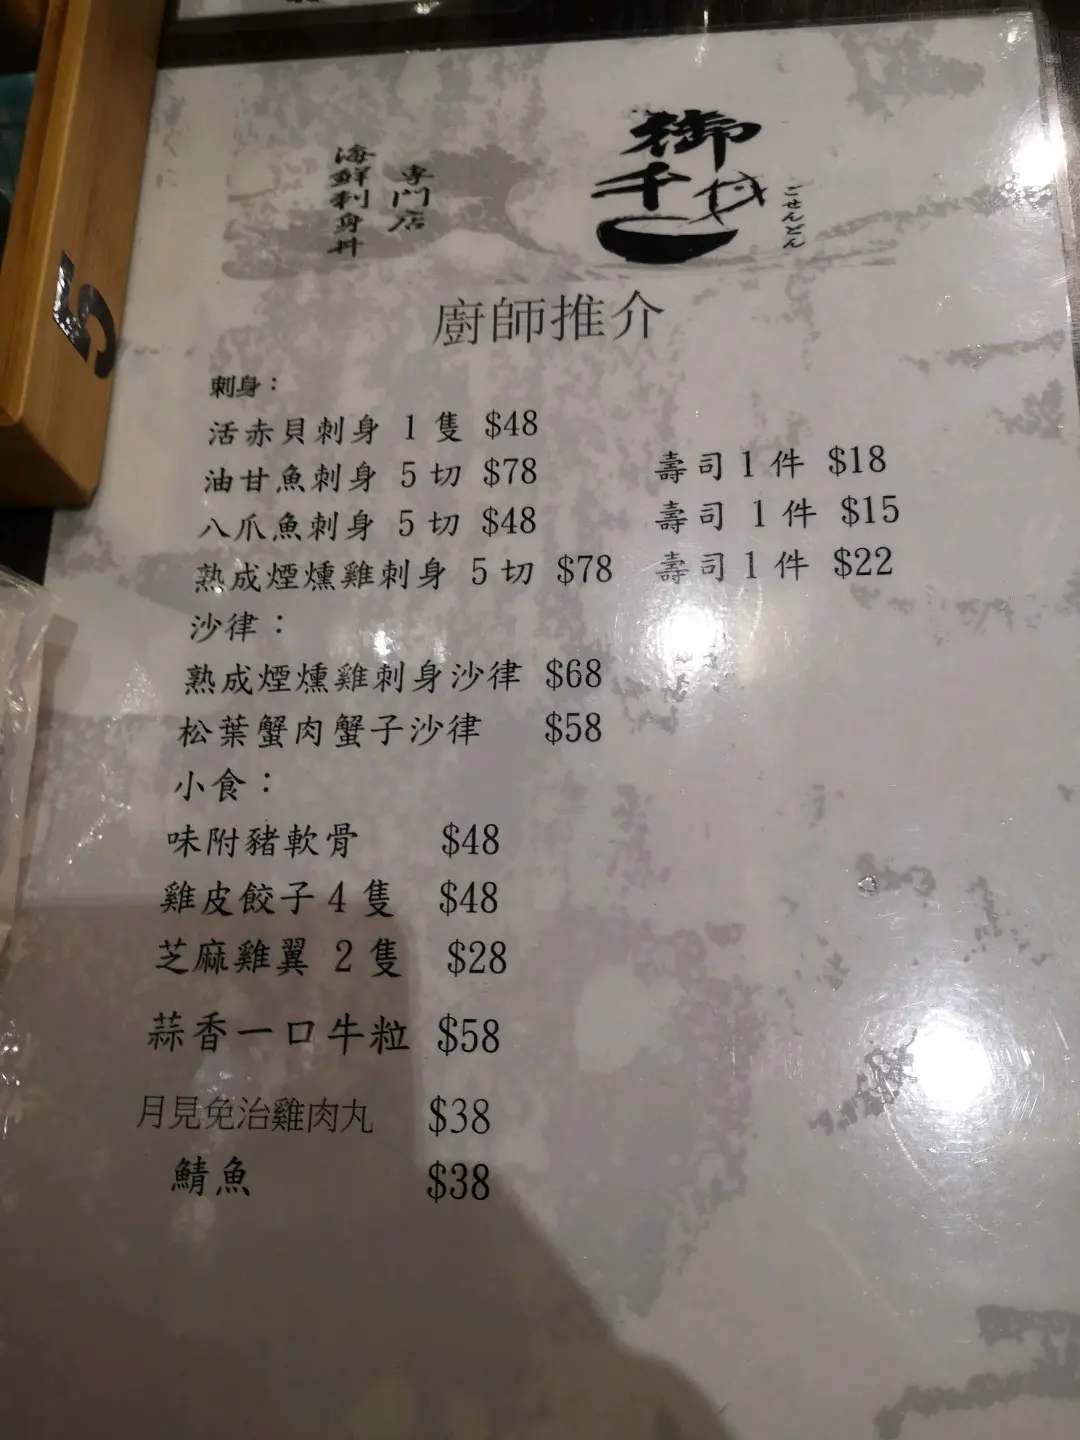 海鮮刺身丼
專門店
御千丼
ごせんどん
5
廚師推介
刺身：
活赤貝刺身 1 隻 $48
油甘魚刺身 5 切 $78 壽司 1 件 $18
八爪魚刺身 5 切 $48 壽司 1 件 $15
熟成煙燻雞刺身 5 切 $78 壽司 1 件 $22
沙律：
熟成煙燻雞刺身沙律 $68
松葉蟹肉蟹子沙律 $58
小食：
味附豬軟骨 $48
雞皮餃子 4 隻 $48
芝麻雞翼 2 隻 $28
蒜香一口牛粒 $58
月見免治雞肉丸 $38
鯖魚 $38